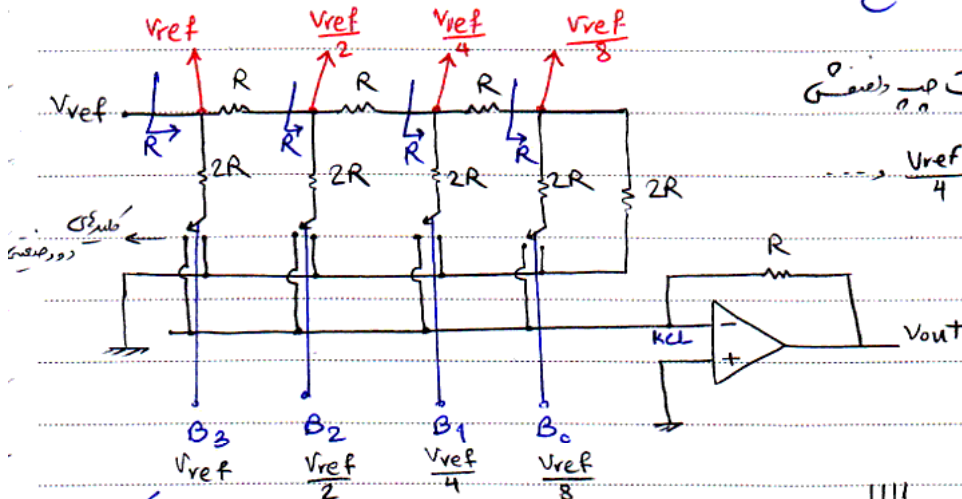 Vref Vref/2 Vref/4 Vref/8
R R R
Vref
R R R R
2R 2R 2R 2R 2R
Vref/4
R
KCL
- +
Vout
B3 B2 B1 B0
Vref Vref/2 Vref/4 Vref/8